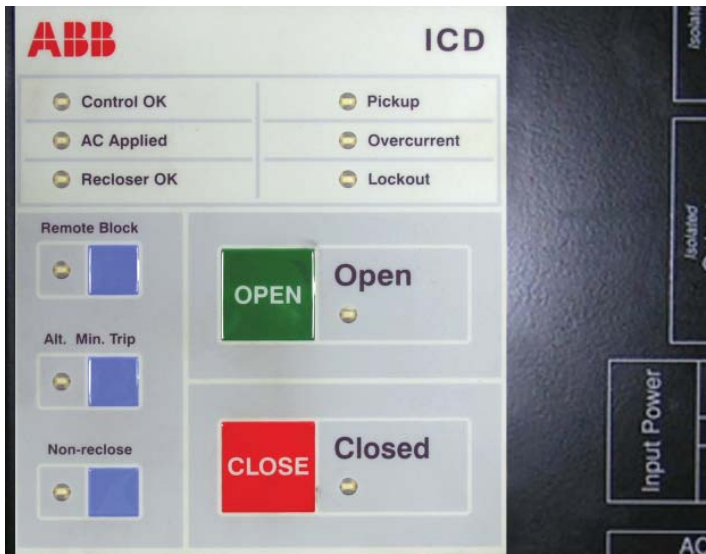 ABB
ICD
Control OK
Pickup
AC Applied
Overcurrent
Recloser OK
Lockout
Remote Block
OPEN
Open
Alt. Min. Trip
CLOSE
Closed
Non-reclose
Isolated
Input Power
AC